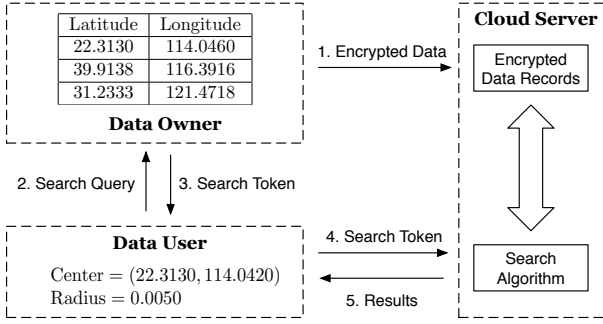 Latitude Longitude
22.3130 114.0460
39.9138 116.3916
31.2333 121.4718
Data Owner
1. Encrypted Data
Cloud Server
Encrypted
Data Records
2. Search Query
3. Search Token
Data User
Center = (22.3130, 114.0420)
Radius = 0.0050
4. Search Token
5. Results
Search
Algorithm